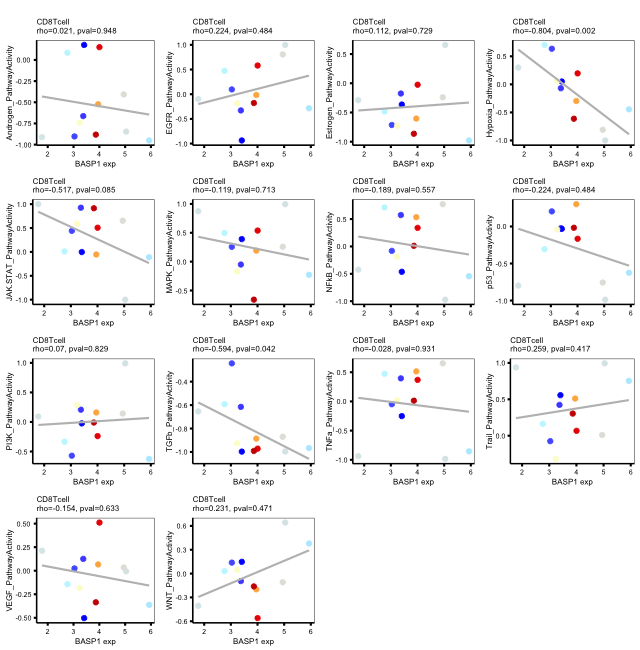 CD8Tcell
rho=0.021, pval=0.948
Androgen_PathwayActivity
0.00
-0.25
-0.50
-0.75
-1.00
2 3 4 5 6
BASP1 exp
CD8Tcell
rho=0.224, pval=0.484
EGFR_PathwayActivity
1.0
0.5
0.0
-0.5
-1.0
2 3 4 5 6
BASP1 exp
CD8Tcell
rho=0.112, pval=0.729
Estrogen_PathwayActivity
0.5
0.0
-0.5
-1.0
2 3 4 5 6
BASP1 exp
CD8Tcell
rho=-0.804, pval=0.002
Hypoxia_PathwayActivity
0.5
0.0
-0.5
-1.0
2 3 4 5 6
BASP1 exp
CD8Tcell
rho=-0.517, pval=0.085
JAK.STAT_PathwayActivity
1.0
0.5
0.0
-0.5
-1.0
2 3 4 5 6
BASP1 exp
CD8Tcell
rho=-0.119, pval=0.713
MAPK_PathwayActivity
1.0
0.5
0.0
-0.5
2 3 4 5 6
BASP1 exp
CD8Tcell
rho=-0.189, pval=0.557
NFkB_PathwayActivity
0.5
0.0
-0.5
-1.0
2 3 4 5 6
BASP1 exp
CD8Tcell
rho=-0.224, pval=0.484
p53_PathwayActivity
0.0
-0.5
-1.0
2 3 4 5 6
BASP1 exp
CD8Tcell
rho=0.07, pval=0.829
PI3K_PathwayActivity
1.0
0.5
0.0
-0.5
2 3 4 5 6
BASP1 exp
CD8Tcell
rho=-0.594, pval=0.042
TGFb_PathwayActivity
-0.4
-0.6
-0.8
-1.0
2 3 4 5 6
BASP1 exp
CD8Tcell
rho=-0.028, pval=0.931
TNFa_PathwayActivity
0.5
0.0
-0.5
-1.0
2 3 4 5 6
BASP1 exp
CD8Tcell
rho=0.259, pval=0.417
Trail_PathwayActivity
1.0
0.5
0.0
2 3 4 5 6
BASP1 exp
CD8Tcell
rho=-0.154, pval=0.633
VEGF_PathwayActivity
0.50
0.25
0.00
-0.25
-0.50
2 3 4 5 6
BASP1 exp
CD8Tcell
rho=0.231, pval=0.471
WNT_PathwayActivity
0.6
0.3
0.0
-0.3
-0.6
2 3 4 5 6
BASP1 exp